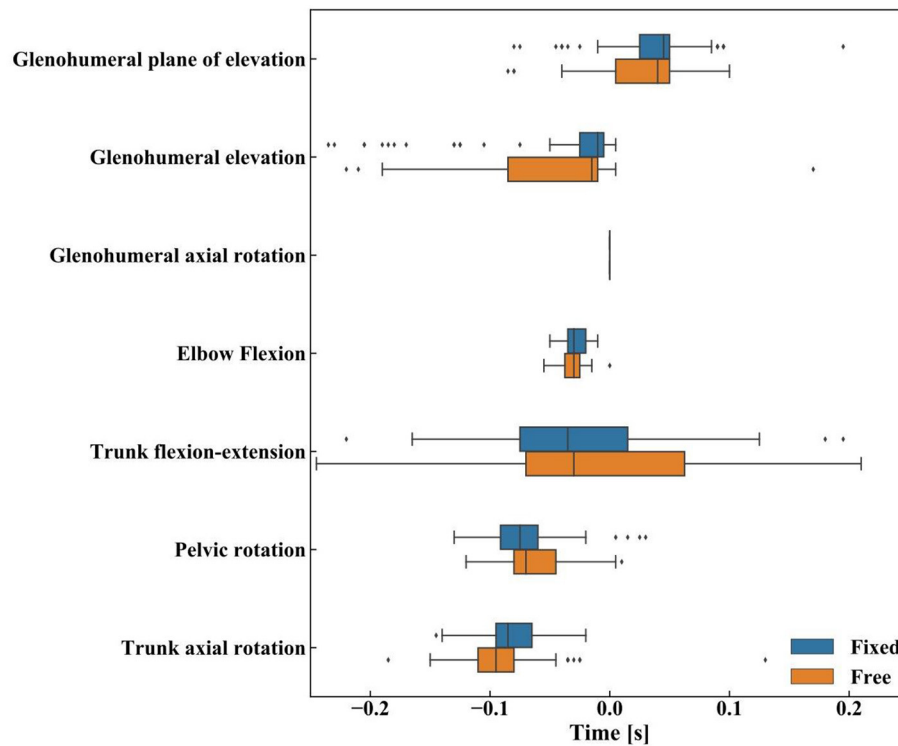 Glenohumeral plane of elevation
Glenohumeral elevation
Glenohumeral axial rotation
Elbow Flexion
Trunk flexion-extension
Pelvic rotation
Trunk axial rotation
Fixed
Free
−0.2 −0.1 0.0 0.1 0.2
Time [s]